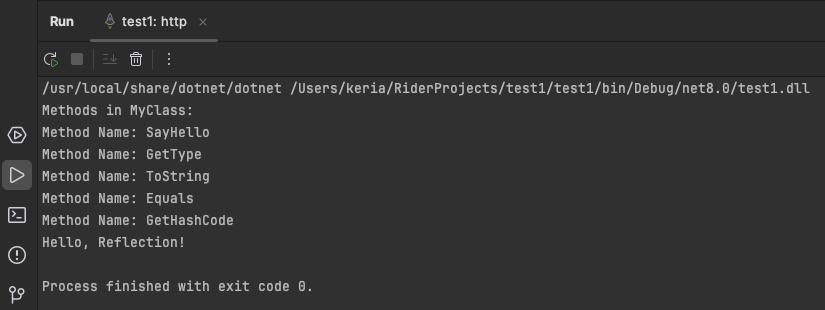 Run
test1: http
/usr/local/share/dotnet/dotnet /Users/keria/RiderProjects/test1/test1/bin/Debug/net8.0/test1.dll
Methods in MyClass:
Method Name: SayHello
Method Name: GetType
Method Name: ToString
Method Name: Equals
Method Name: GetHashCode
Hello, Reflection!
Process finished with exit code 0.